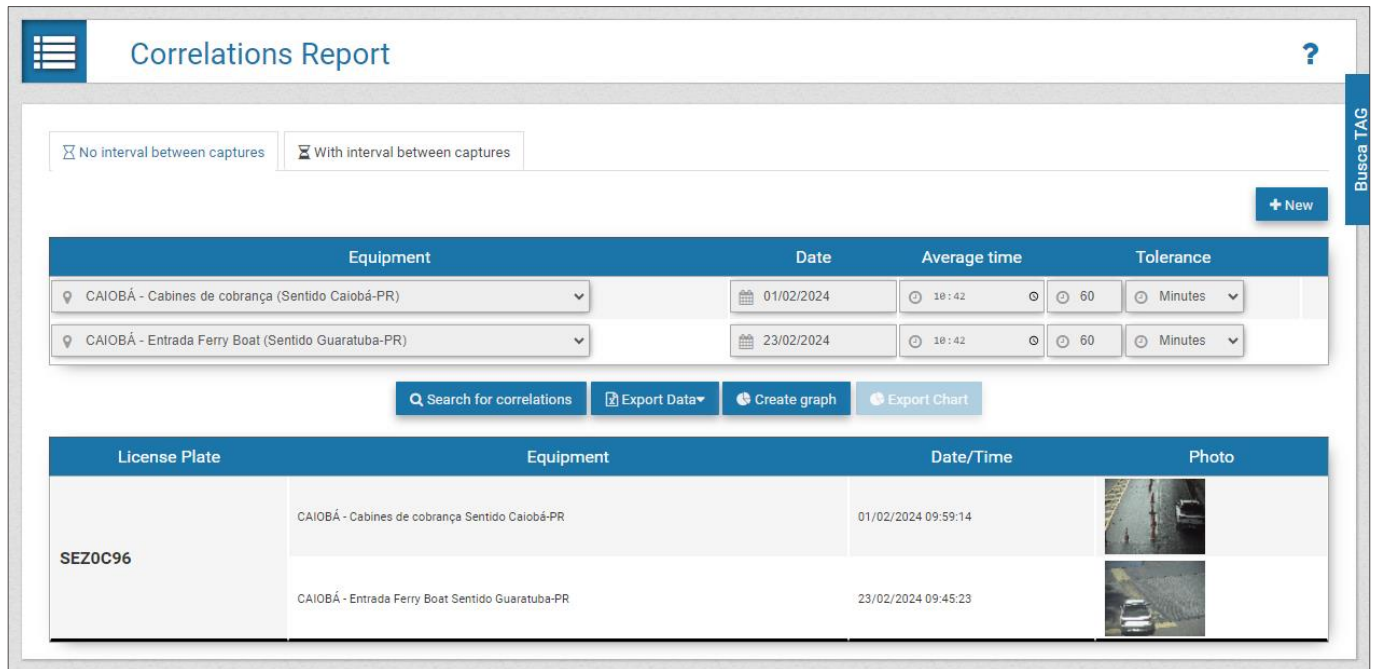 Correlations Report
?
Busca TAG
No interval between captures With interval between captures
+ New
Equipment Date Average time Tolerance
CAIOBÁ - Cabines de cobrança (Sentido Caiobá-PR) 01/02/2024 10:42 60 Minutes
CAIOBÁ - Entrada Ferry Boat (Sentido Guaratuba-PR) 23/02/2024 10:42 60 Minutes
Search for correlations Export Data Create graph Export Chart
License Plate Equipment Date/Time Photo
SEZ0C96
CAIOBÁ - Cabines de cobrança Sentido Caiobá-PR 01/02/2024 09:59:14
CAIOBÁ - Entrada Ferry Boat Sentido Guaratuba-PR 23/02/2024 09:45:23